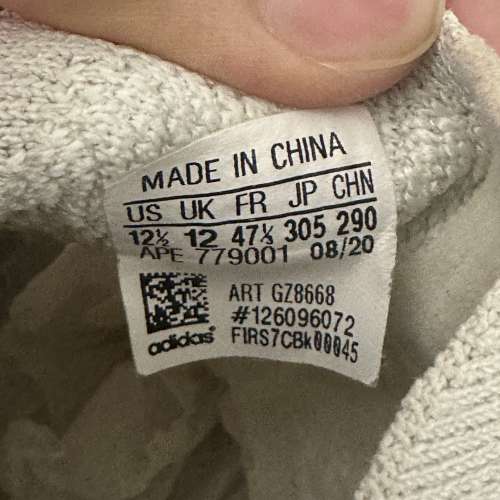 MADE IN CHINA
US UK FR JP CHN
12½ 12 47⅓ 305 290
APE 779001 08/20
ART GZ8668
#126096072
adidas® FIRS7CBk00045